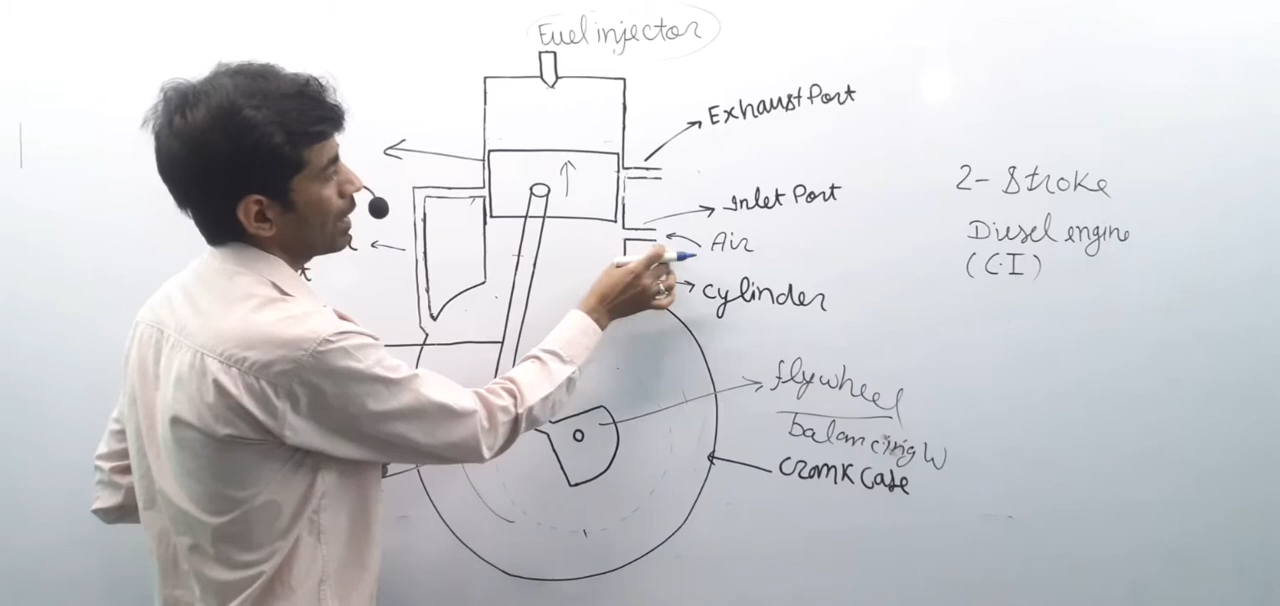 Fuel injector
Exhaust Port
Inlet Port
Air
cylinder
flywheel
balancing W
crank case
2- Stroke
Diesel engine
(C.I)